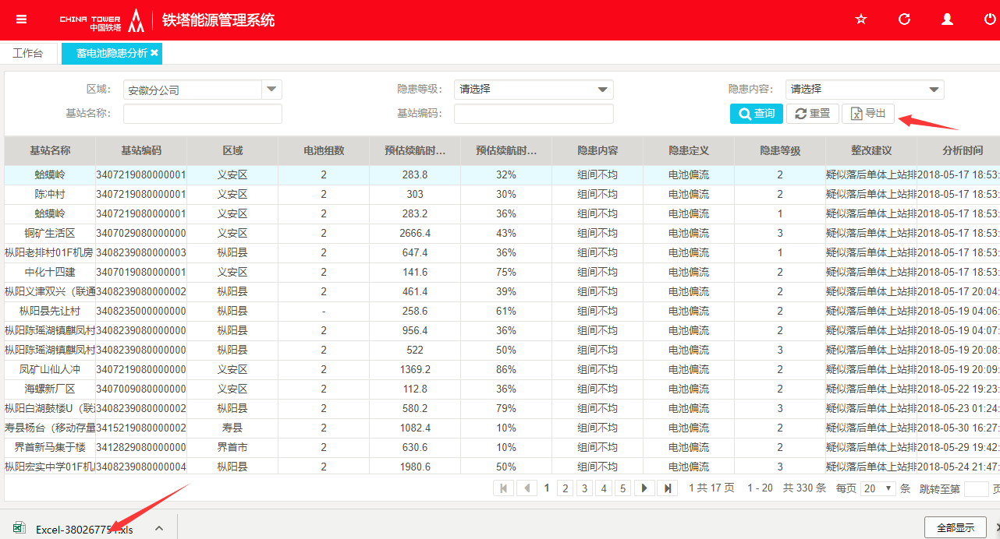 CHINA TOWER
中国铁塔
铁塔能源管理系统
工作台 蓄电池隐患分析
区域： 安徽分公司 隐患等级： 请选择 隐患内容： 请选择
基站名称： 基站编码： 查询 重置 导出
基站名称 基站编码 区域 电池组数 预估续航时... 预估续航时... 隐患内容 隐患定义 隐患等级 整改建议 分析时间
蛤蟆岭 3407219080000001 义安区 2 283.8 32% 组间不均 电池偏流 2 疑似落后单体上站排 2018-05-17 18:53:
陈冲村 3407219080000001 义安区 2 303 30% 组间不均 电池偏流 2 疑似落后单体上站排 2018-05-17 18:53:
蛤蟆岭 3407219080000001 义安区 2 283.2 36% 组间不均 电池偏流 1 疑似落后单体上站排 2018-05-17 18:53:
铜矿生活区 3407029080000000 义安区 2 2666.4 43% 组间不均 电池偏流 3 疑似落后单体上站排 2018-05-17 18:53:
枞阳老排村01F机房 3408239080000003 枞阳县 2 647.4 36% 组间不均 电池偏流 1 疑似落后单体上站排 2018-05-17 18:53:
中化十四建 3407019080000001 义安区 2 141.6 75% 组间不均 电池偏流 2 疑似落后单体上站排 2018-05-17 18:53:
枞阳义津双兴（联通 3408239080000002 枞阳县 2 461.4 39% 组间不均 电池偏流 2 疑似落后单体上站排 2018-05-17 20:04:
枞阳县先让村 3408235000000000 枞阳县 - 258.6 61% 组间不均 电池偏流 2 疑似落后单体上站排 2018-05-19 04:06:
枞阳陈瑶湖镇麒凤村 3408239080000000 枞阳县 2 956.4 36% 组间不均 电池偏流 2 疑似落后单体上站排 2018-05-19 04:07:
枞阳陈瑶湖镇麒凤村 3408239080000000 枞阳县 2 522 50% 组间不均 电池偏流 3 疑似落后单体上站排 2018-05-19 20:08:
凤矿山仙人冲 3407219080000000 义安区 2 1369.2 86% 组间不均 电池偏流 2 疑似落后单体上站排 2018-05-19 20:09:
海螺新厂区 3407009080000000 义安区 2 112.8 36% 组间不均 电池偏流 2 疑似落后单体上站排 2018-05-22 19:23:
枞阳白湖鼓楼U（联 3408239080000002 枞阳县 2 580.2 79% 组间不均 电池偏流 3 疑似落后单体上站排 2018-05-23 01:24:
寿县杨台（移动存量 3415219080000002 寿县 2 1082.4 10% 组间不均 电池偏流 2 疑似落后单体上站排 2018-05-30 16:27:
界首新马集于楼 3412829080000000 界首市 2 630.6 10% 组间不均 电池偏流 2 疑似落后单体上站排 2018-05-29 19:42:
枞阳宏实中学01F机 3408239080000004 枞阳县 2 1980.6 50% 组间不均 电池偏流 3 疑似落后单体上站排 2018-05-24 21:47:
1 2 3 4 5 1 共 17 页 1 - 20 共 330 条 每页 20 条 跳转至第 页
Excel-380267751.xls 全部显示